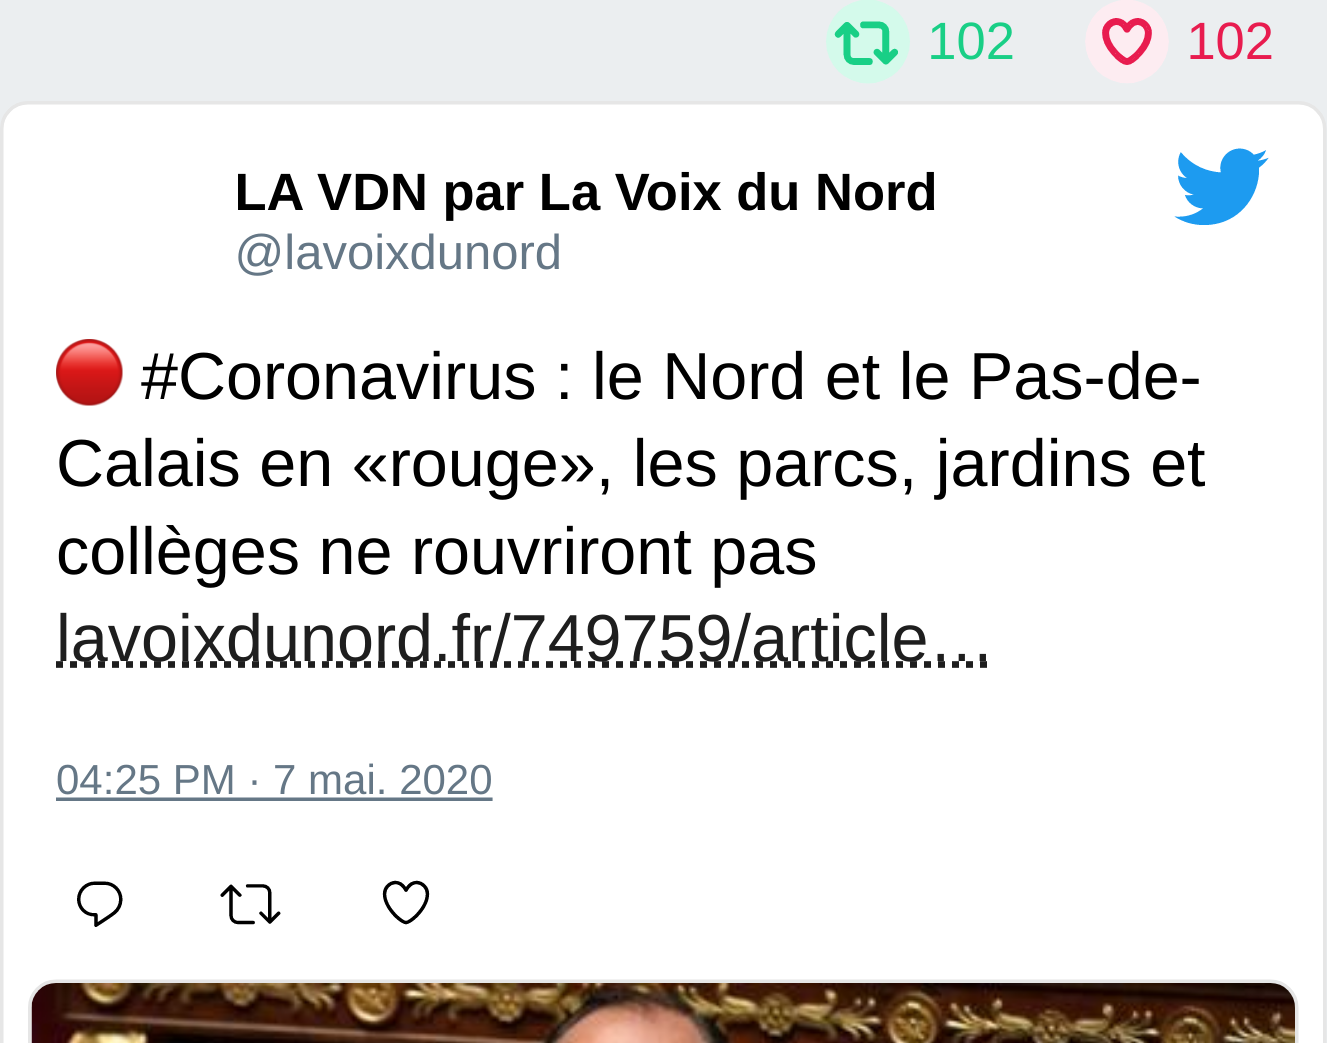 102 102
LA VDN par La Voix du Nord
@lavoixdunord
🔴 #Coronavirus : le Nord et le Pas-de-
Calais en «rouge», les parcs, jardins et
collèges ne rouvriront pas
lavoixdunord.fr/749759/article…
04:25 PM · 7 mai. 2020